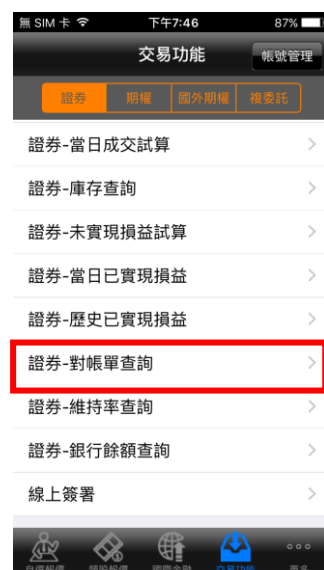 無 SIM 卡 下午7:46 87%
交易功能 帳號管理
證券 期權 國外期權 複委託
證券-當日成交試算
證券-庫存查詢
證券-未實現損益試算
證券-當日已實現損益
證券-歷史已實現損益
證券-對帳單查詢
證券-維持率查詢
證券-銀行餘額查詢
線上簽署